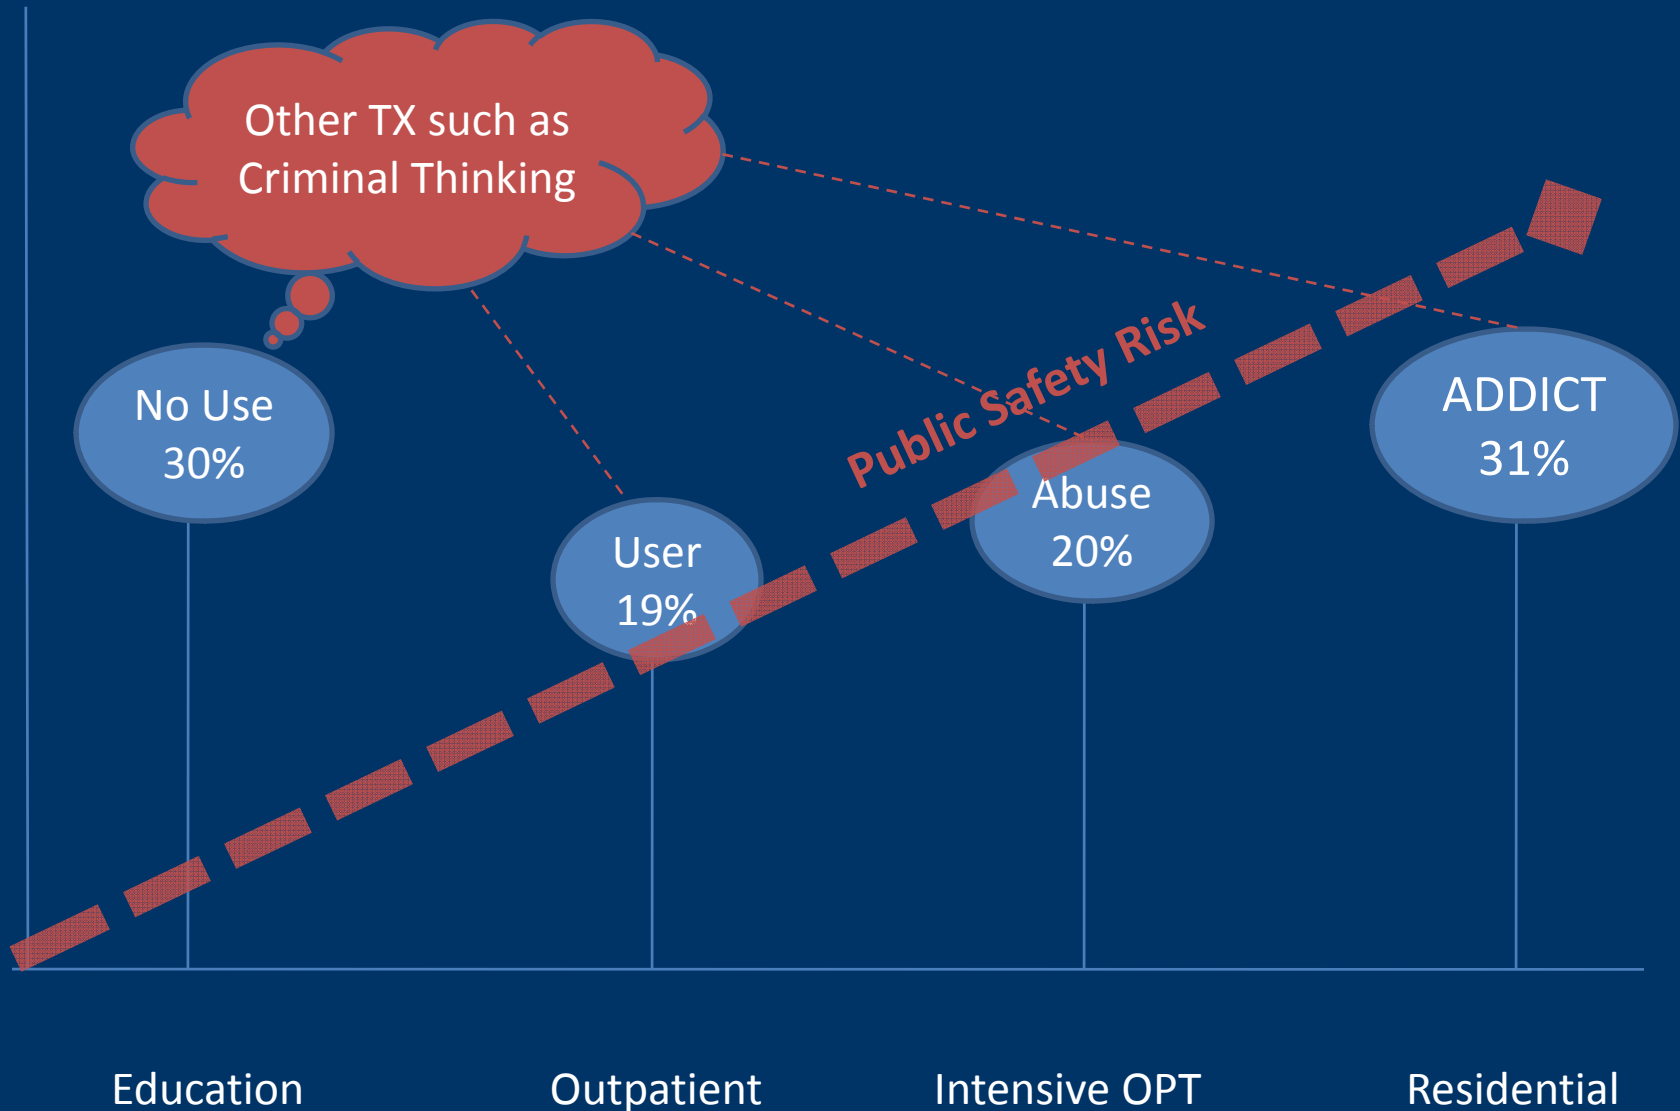 Other TX such as
Criminal Thinking
Public Safety Risk
No Use
30%
User
19%
Abuse
20%
ADDICT
31%
Education
Outpatient
Intensive OPT
Residential